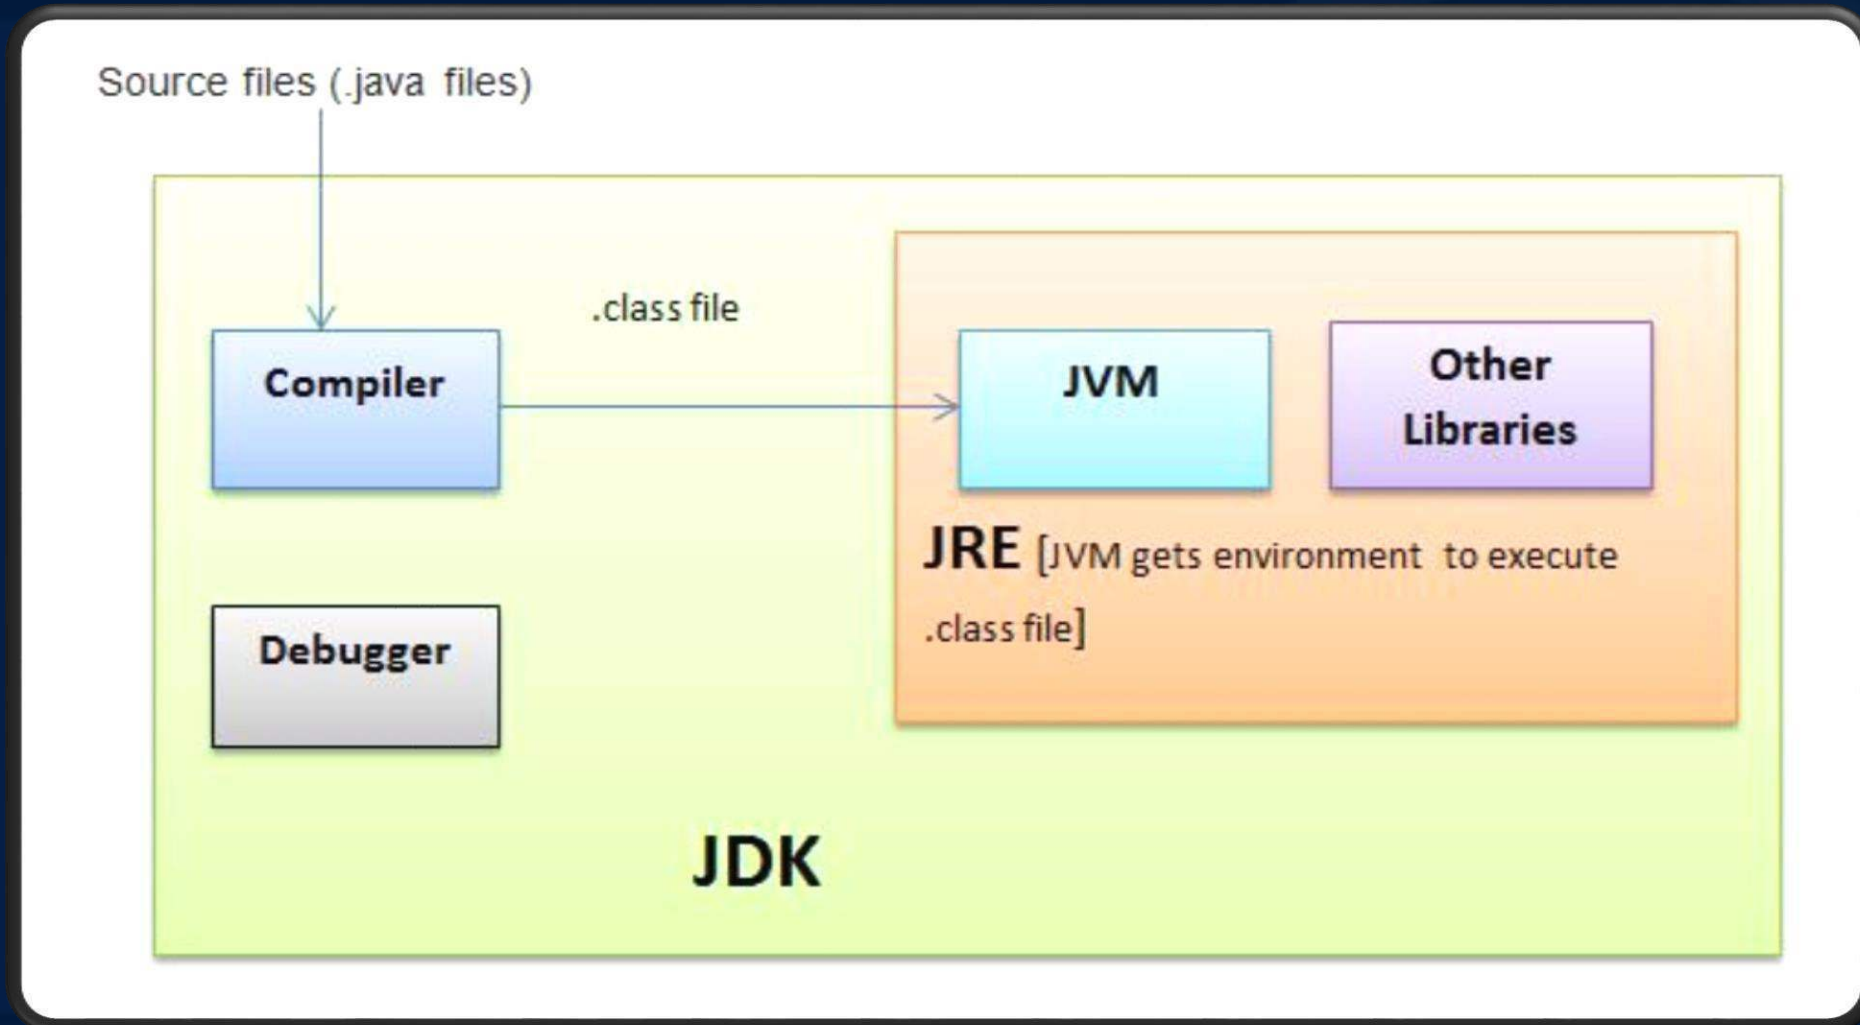 Source files (.java files)
.class file
Compiler
JVM
Other
Libraries
JRE [JVM gets environment to execute
.class file]
Debugger
JDK